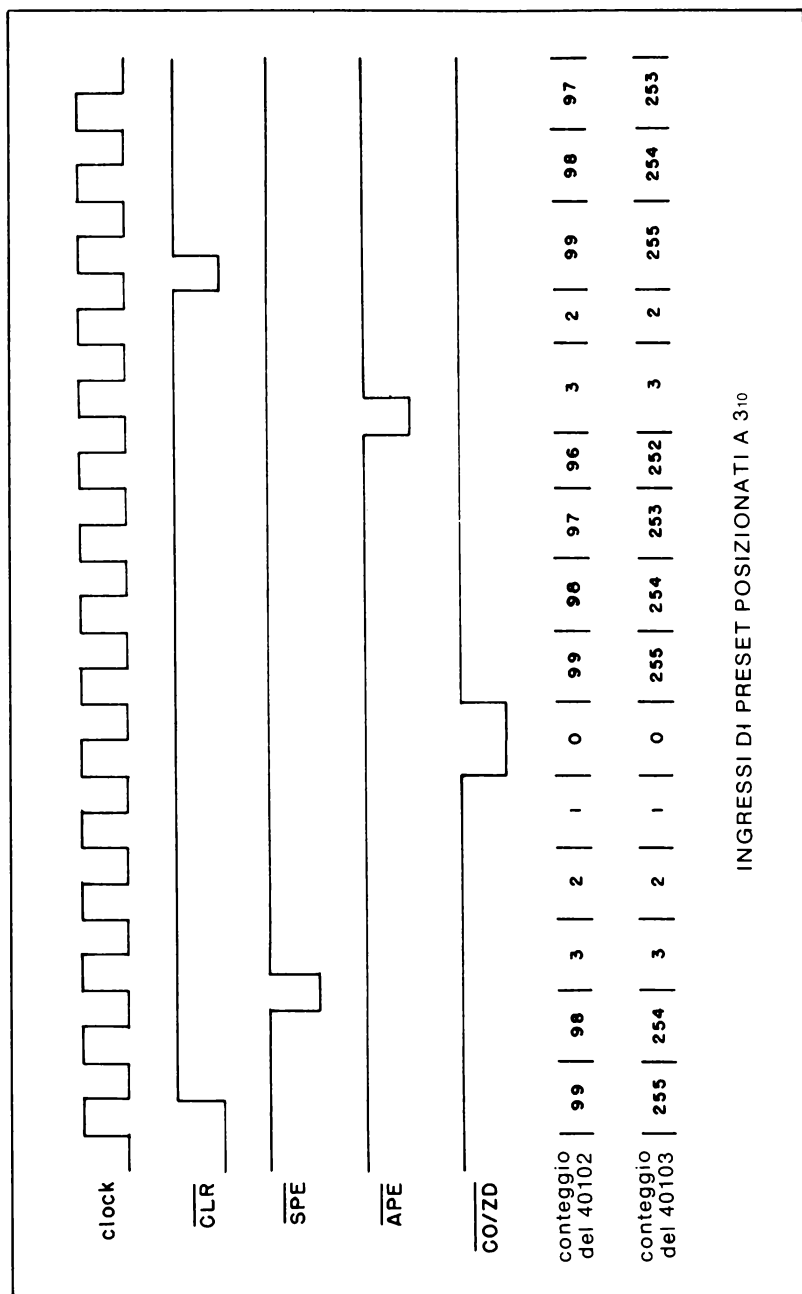 clock
CLR
SPE
APE
CO/ZD
conteggio
del 40102
99 98 3 2 1 0 99 98 97 96 3 2 99 98 97
conteggio
del 40103
255 254 3 2 1 0 255 254 253 252 3 2 255 254 253
INGRESSI DI PRESET POSIZIONATI A 3₁₀